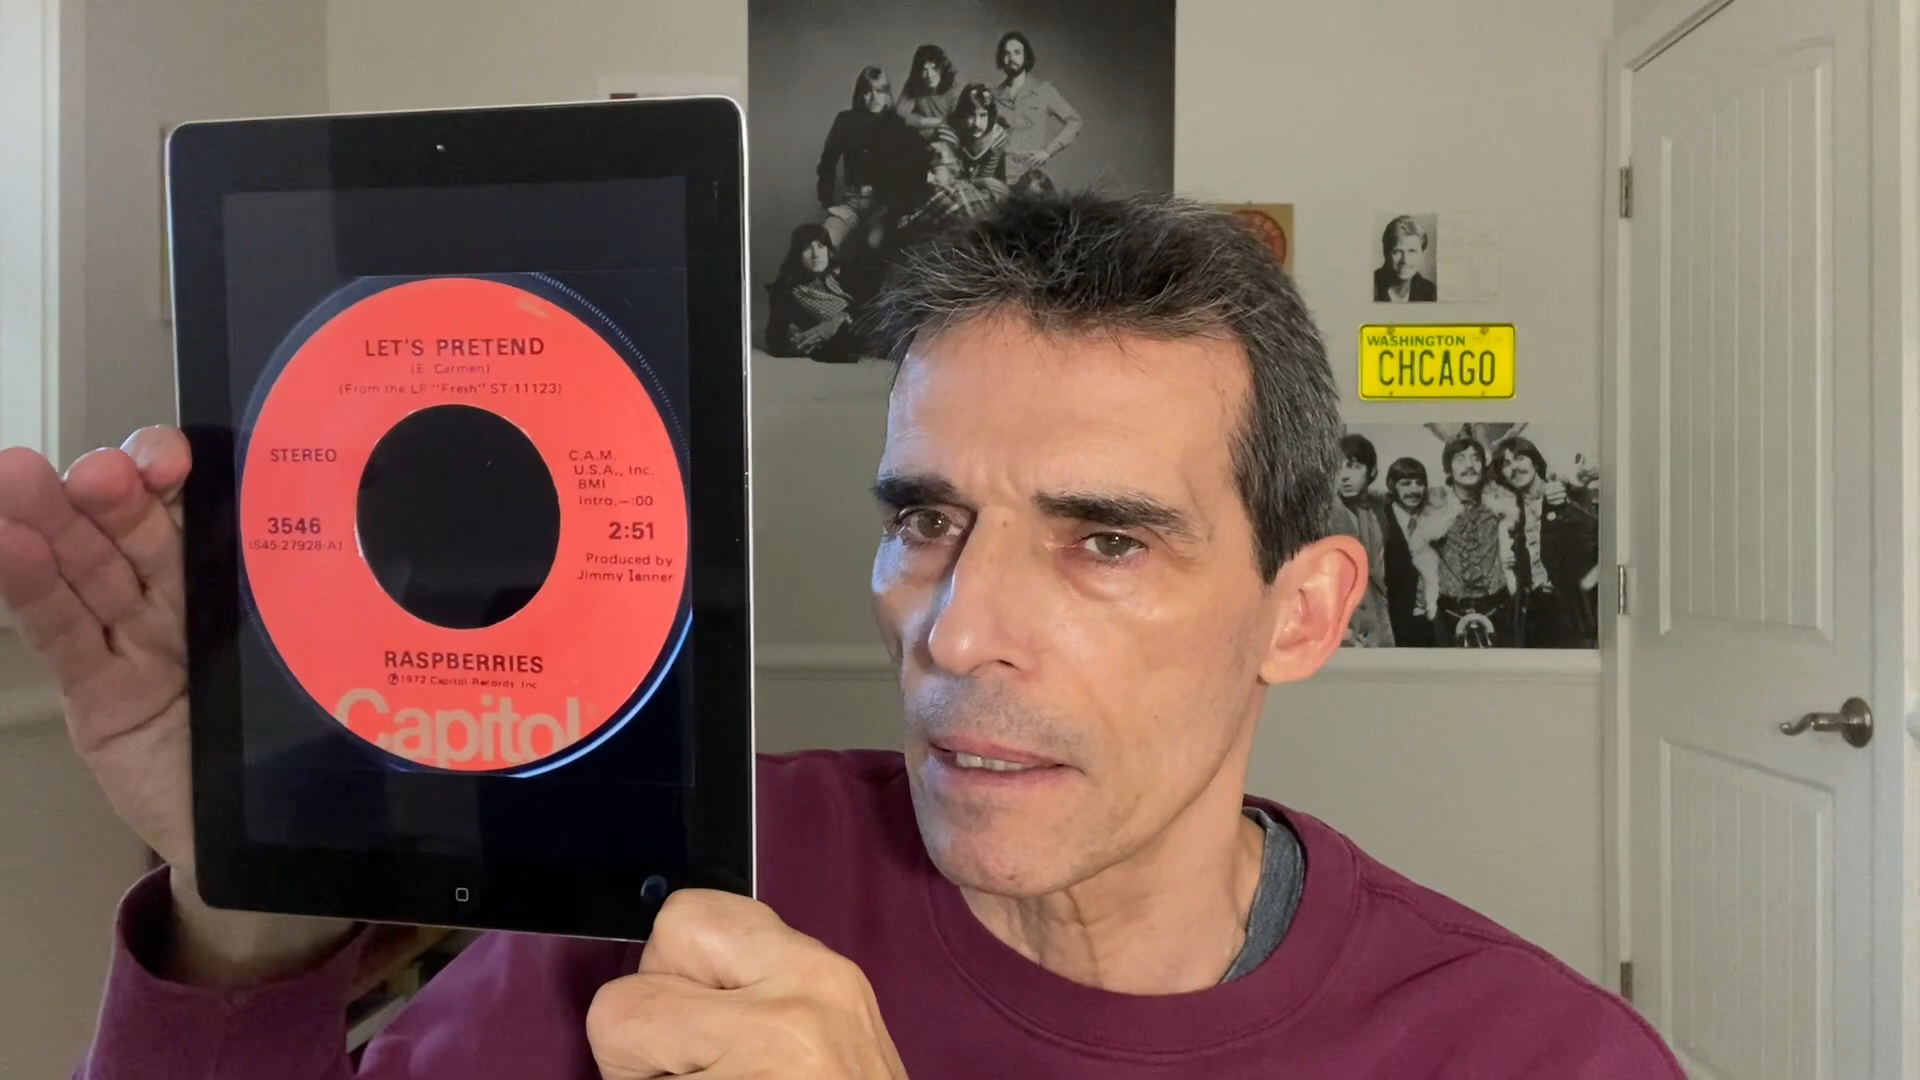 LET'S PRETEND
(E. Carmen)
(From the LP "Fresh" ST-11123)
STEREO
C.A.M.-
U.S.A., Inc.
BMI
Intro.—:00
3546
(S45-27928-A)
2:51
Produced by
Jimmy Ienner
RASPBERRIES
℗1972 Capitol Records, Inc.
Capitol
WASHINGTON
CHCAGO